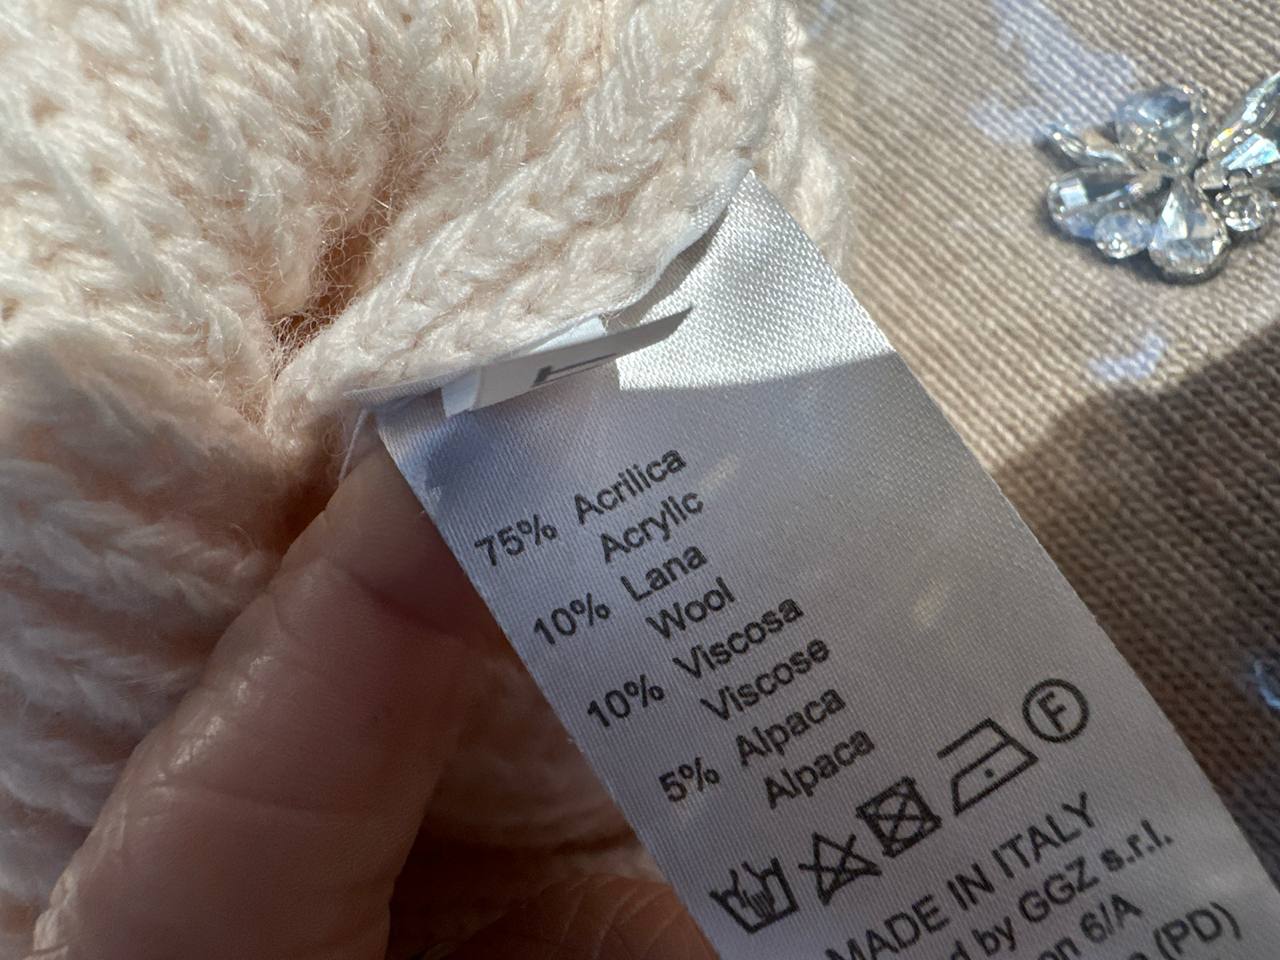 75% Acrilica
Acrylic
10% Lana
Wool
10% Viscosa
Viscose
5% Alpaca
Alpaca
F
MADE IN ITALY
d by GGZ s.r.l.
on 6/A
(PD)